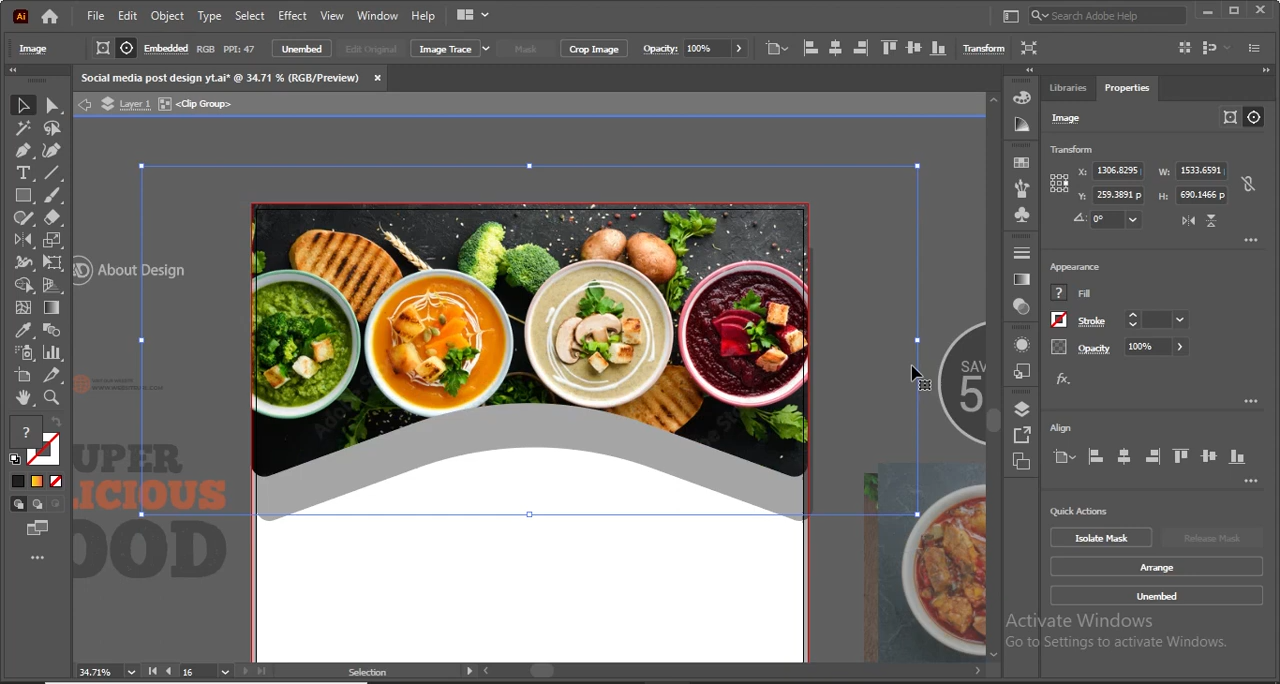 Ai File Edit Object Type Select Effect View Window Help Search Adobe Help
Image Embedded RGB PPI: 47 Unembed Edit Original Image Trace Mask Crop Image Opacity: 100% Transform
Social media post design yt.ai* @ 34.71 % (RGB/Preview) ×
Libraries Properties
Layer 1 <Clip Group>
Image
Transform
X: 1306.8295 W: 1533.6591
Y: 259.3891 p H: 690.1466 p
0°
About Design
Appearance
? Fill
Stroke
Opacity 100%
SAV
5
fx.
Align
?
UPER
LICIOUS
OOD
Quick Actions
Isolate Mask Release Mask
Arrange
Unembed
Activate Windows
Go to Settings to activate Windows.
34.71% 16 Selection